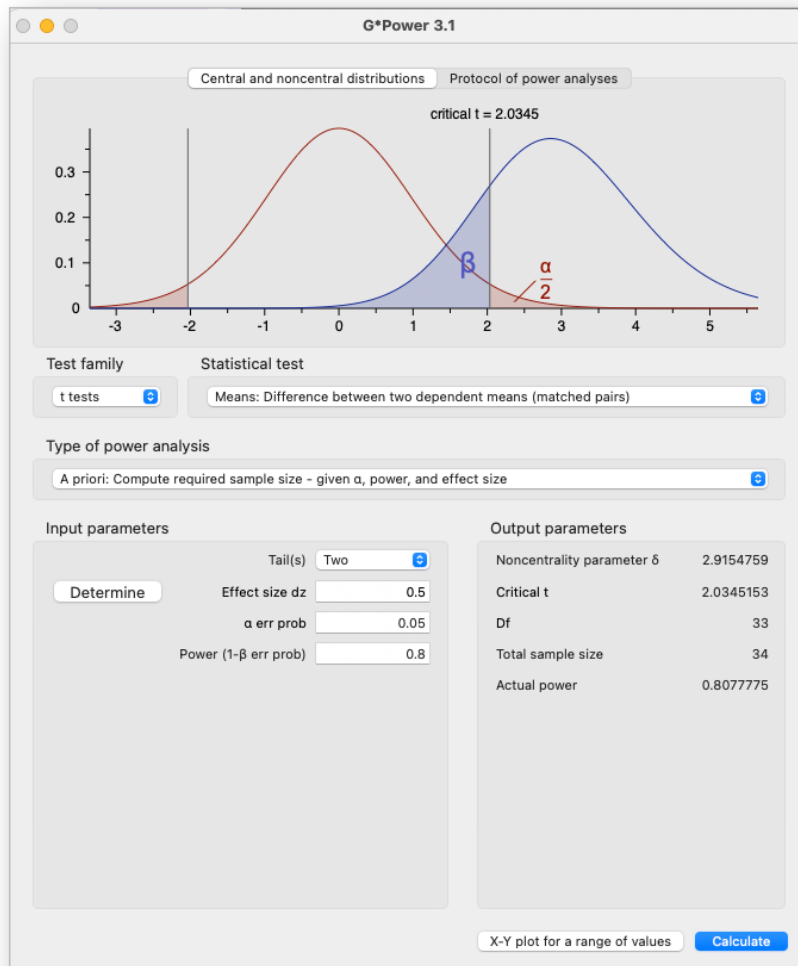 G*Power 3.1
Central and noncentral distributions Protocol of power analyses
critical t = 2.0345
0.3
0.2
0.1
0
β
α
2
-3 -2 -1 0 1 2 3 4 5
Test family Statistical test
t tests Means: Difference between two dependent means (matched pairs)
Type of power analysis
A priori: Compute required sample size - given α, power, and effect size
Input parameters
Tail(s) Two
Determine Effect size dz 0.5
α err prob 0.05
Power (1-β err prob) 0.8
Output parameters
Noncentrality parameter δ 2.9154759
Critical t 2.0345153
Df 33
Total sample size 34
Actual power 0.8077775
X-Y plot for a range of values Calculate